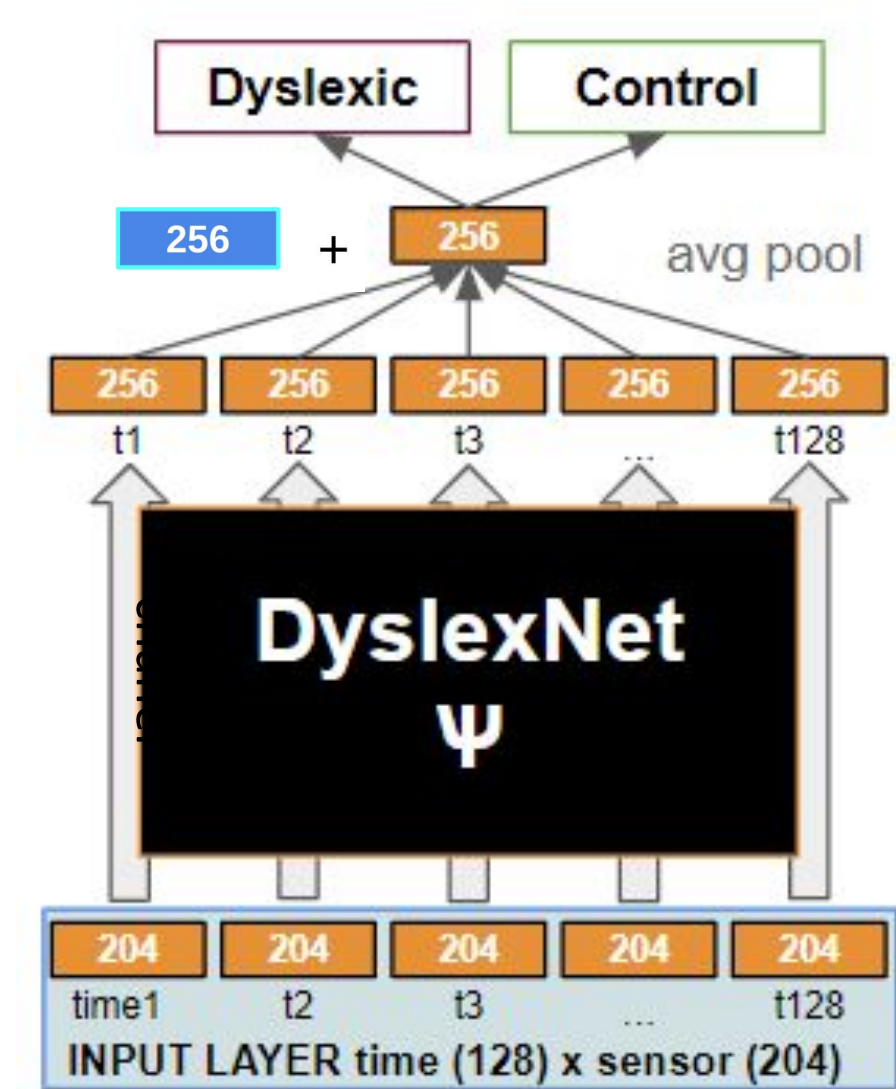 Dyslexic Control
256 + 256 avg pool
256 256 256 256 256
t1 t2 t3 ... t128
DyslexNet
Ψ
204 204 204 204 204
time1 t2 t3 ... t128
INPUT LAYER time (128) x sensor (204)